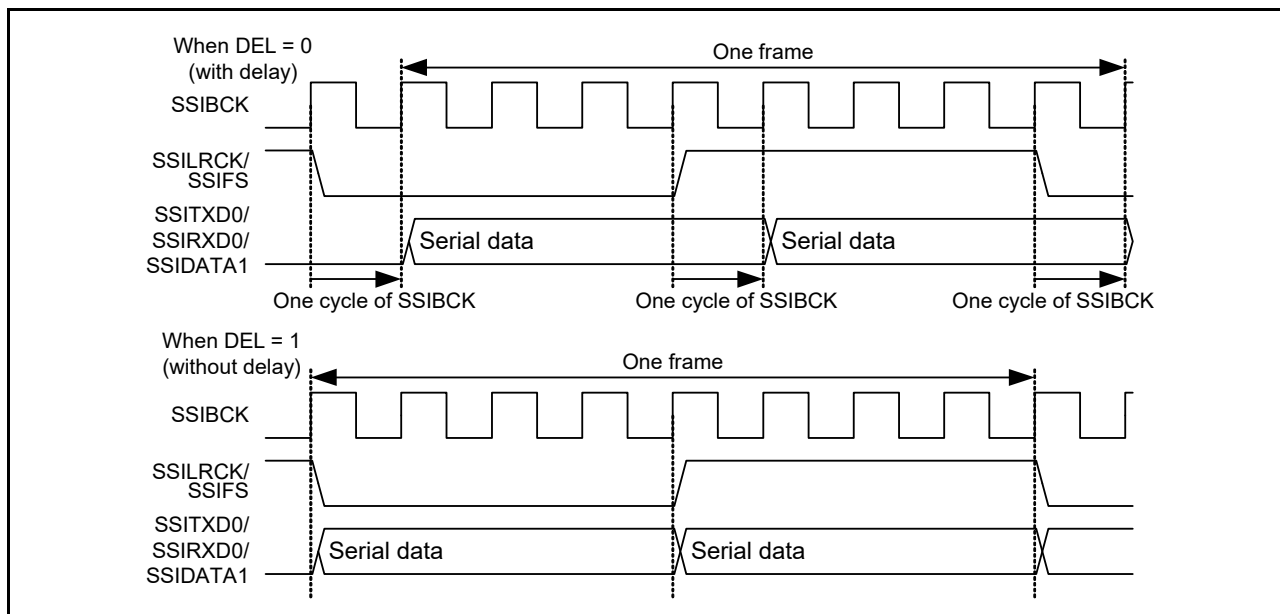 When DEL = 0
(with delay)
One frame
SSIBCK
SSILRCK/
SSIFS
SSITXD0/
SSIRXD0/
SSIDATA1
Serial data
Serial data
One cycle of SSIBCK
One cycle of SSIBCK
One cycle of SSIBCK
When DEL = 1
(without delay)
One frame
SSIBCK
SSILRCK/
SSIFS
SSITXD0/
SSIRXD0/
SSIDATA1
Serial data
Serial data